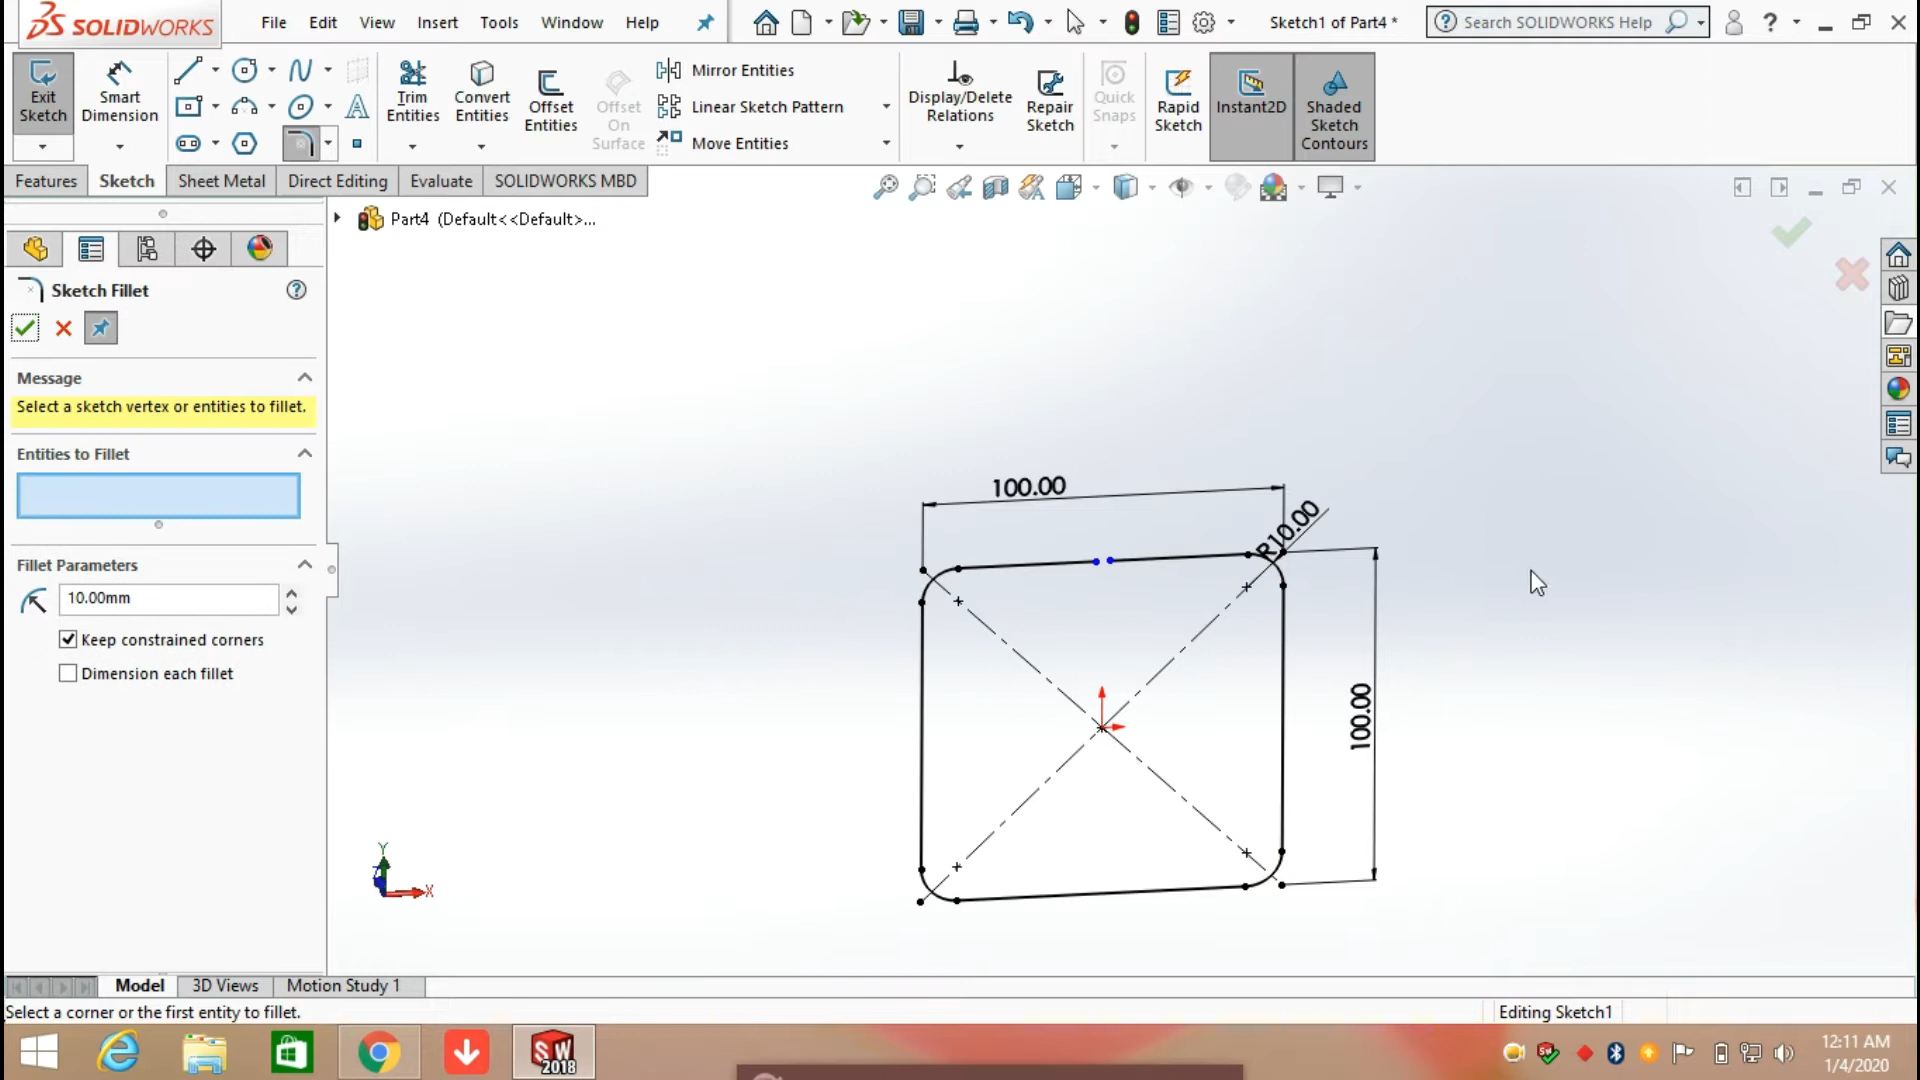 SOLIDWORKS File Edit View Insert Tools Window Help Sketch1 of Part4 * Search SOLIDWORKS Help
Exit Sketch
Smart Dimension
Trim Entities
Convert Entities
Offset Entities
Offset On Surface
Mirror Entities
Linear Sketch Pattern
Move Entities
Display/Delete Relations
Repair Sketch
Quick Snaps
Rapid Sketch
Instant2D
Shaded Sketch Contours
Features Sketch Sheet Metal Direct Editing Evaluate SOLIDWORKS MBD
Part4 (Default<<Default>...
Sketch Fillet
Message
Select a sketch vertex or entities to fillet.
Entities to Fillet
Fillet Parameters
10.00mm
Keep constrained corners
Dimension each fillet
100.00
R10.00
100.00
Y
X
Model 3D Views Motion Study 1
Select a corner or the first entity to fillet. Editing Sketch1
SW 2018
12:11 AM
1/4/2020